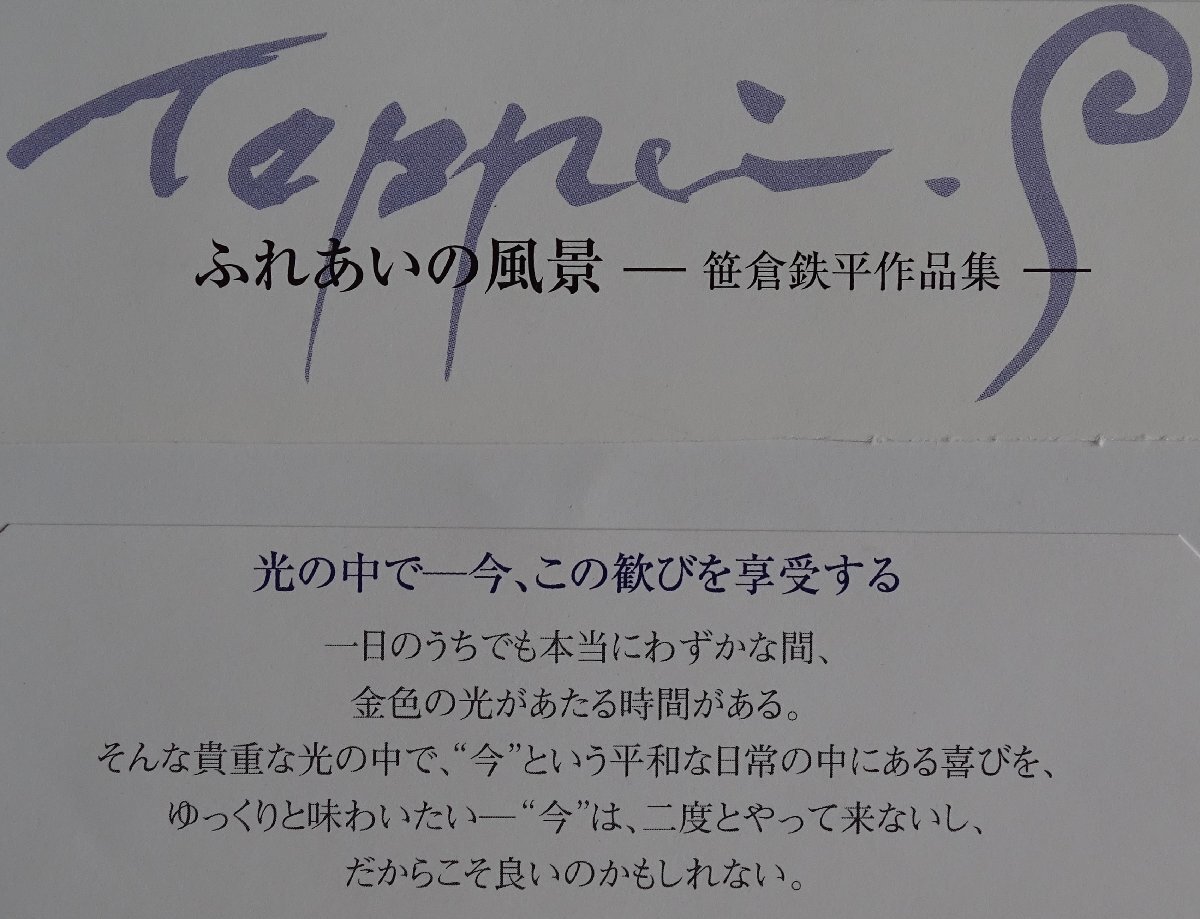 Teppei.S
ふれあいの風景 — 笹倉鉄平作品集 —
光の中で—今、この歓びを享受する
一日のうちでも本当にわずかな間、
金色の光があたる時間がある。
そんな貴重な光の中で、“今”という平和な日常の中にある喜びを、
ゆっくりと味わいたい—“今”は、二度とやって来ないし、
だからこそ良いのかもしれない。